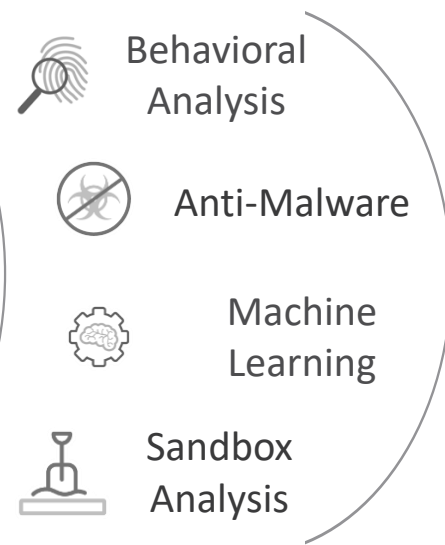 Behavioral
Analysis
Anti-Malware
Machine
Learning
Sandbox
Analysis